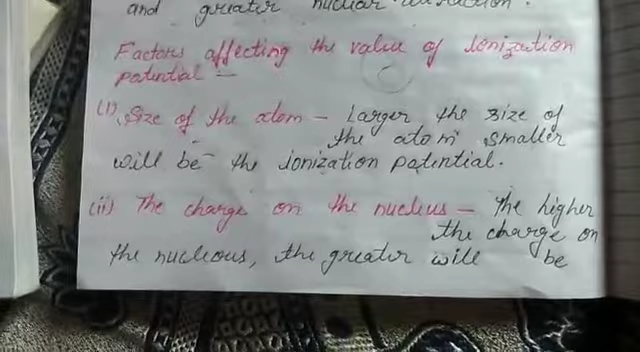 and greater nuclear attraction.
Factors affecting the value of Ionization
potential -
(i) Size of the atom - Larger the size of
the atom smaller
will be the ionization potential.
(ii) The charge on the nucleus - The higher
the charge on
the nucleous, the greater will be